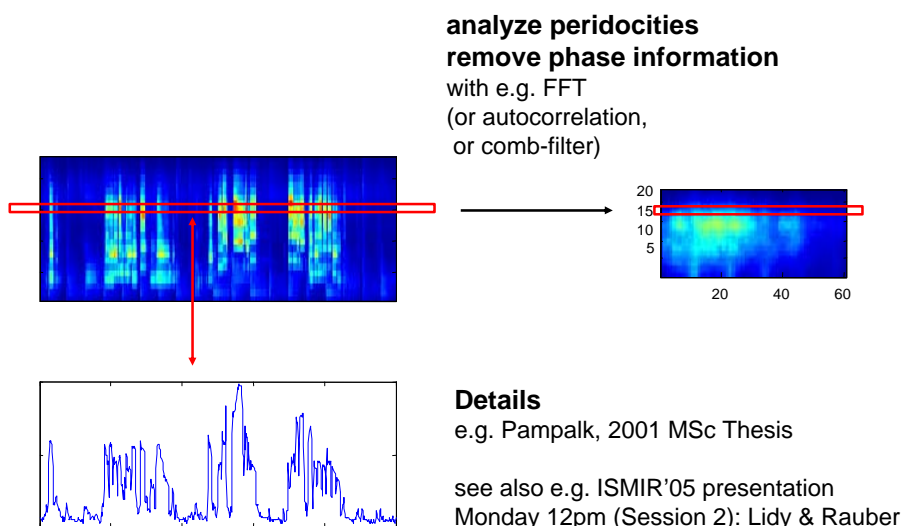 analyze peridocities
remove phase information
with e.g. FFT
(or autocorrelation,
or comb-filter)
20
15
10
5
20 40 60
Details
e.g. Pampalk, 2001 MSc Thesis
see also e.g. ISMIR'05 presentation
Monday 12pm (Session 2): Lidy & Rauber